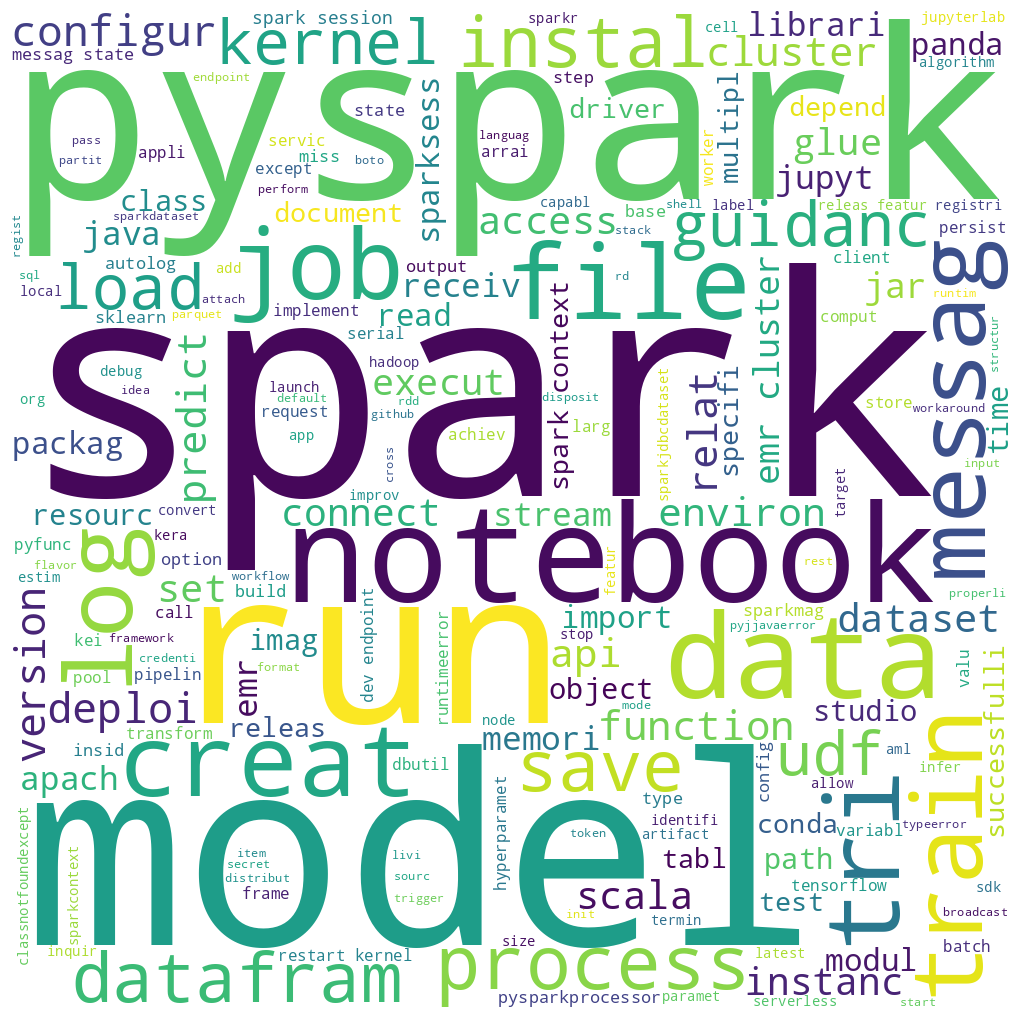 configur
spark session
sparkr
cell
librari
jupyterlab
messag state
kernel
instal
cluster
panda
algorithm
endpoint
step
pyspark
state
driver
multipl
depend
worker
pass
partit
appli
servic
miss
except
boto
perform
languag
arrai
glue
jupyt
sparksess
class
sparkdataset
document
capabl
base
shell
label
releas featur
registri
access
stack
guidanc
persist
regist
java
job
file
client
sql
local
autolog
add
output
receiv
rd
load
attach
implement
read
jar
runtim
messag
parquet
sklearn
serial
spark context
emr cluster
comput
structur
time
debug
idea
org
predict
hadoop
launch
default
execut
rdd
github
disposit
spark
request
app
achiev
larg
sparkjdbcdataset
relat
specifi
store
workaround
packag
cross
improv
convert
target
input
resourc
connect
stream
environ
log
kera
notebook
pyfunc
flavor
estim
option
set
workflow
build
featur
rest
properli
version
kei
call
framework
run
import
sparkmag
dataset
pyjjavaerror
credenti
pool
pipelin
imag
emr
format
dev endpoint
runtimeerror
stop
api
data
object
valu
successfulli
deploi
releas
node
mode
function
studio
transform
insid
creat
memori
dbutil
save
config
udf
aml
infer
apach
allow
model
hyperparamet
type
identifi
artifact
token
conda
variabl
typeerror
tri
train
classnotfoundexcept
sparkcontext
item
secret
distribut
frame
livi
sourc
trigger
tabl
path
tensorflow
sdk
scala
init
termin
test
broadcast
inquir
restart kernel
size
latest
modul
batch
datafram
process
instanc
pysparkprocessor
paramet
serverless
start